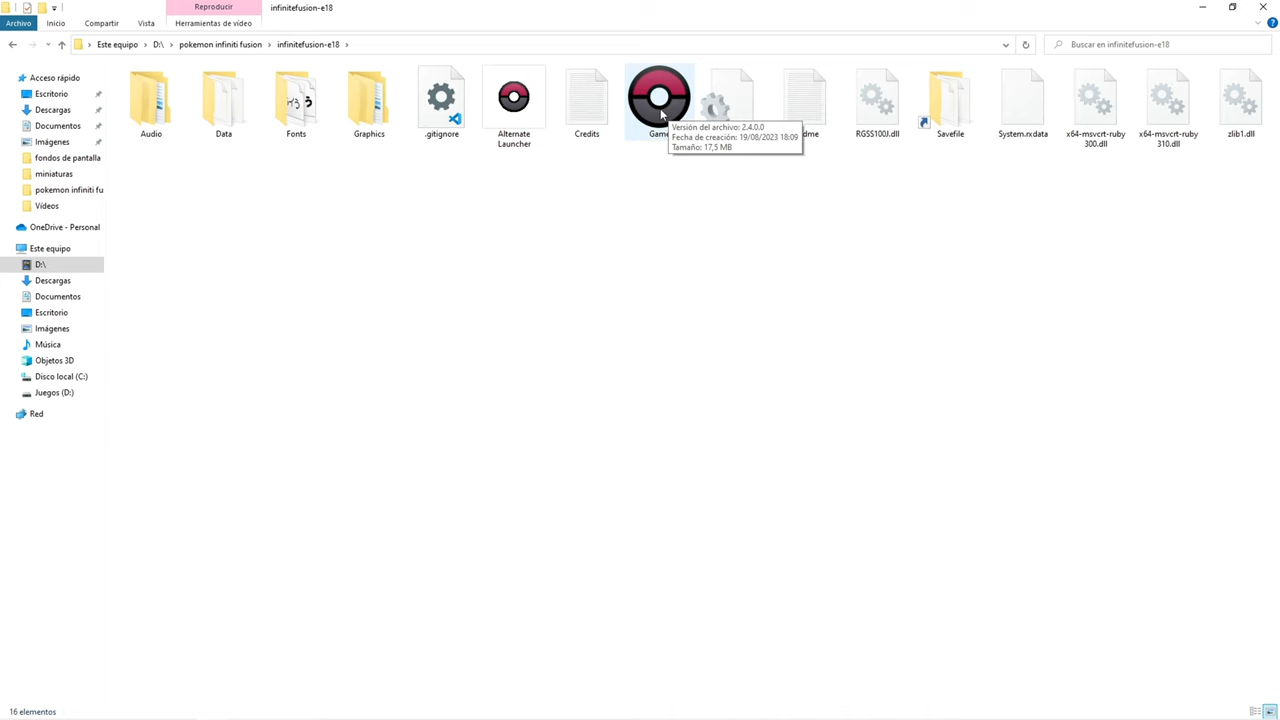 Reproducir
infinitefusion-e18
Archivo
Inicio
Compartir
Vista
Herramientas de vídeo
Este equipo
D:\
pokemon infiniti fusion
infinitefusion-e18
Buscar en infinitefusion-e18
Acceso rápido
Escritorio
Descargas
Documentos
Imágenes
fondos de pantalla
miniaturas
pokemon infiniti fu
Vídeos
OneDrive - Personal
Este equipo
D:\
Descargas
Documentos
Escritorio
Imágenes
Música
Objetos 3D
Disco local (C:)
Juegos (D:)
Red
Audio
Data
Fonts
Graphics
.gitignore
Alternate
Launcher
Credits
Game
dme
RGSS100J.dll
Savefile
System.rxdata
x64-msvcrt-ruby
300.dll
x64-msvcrt-ruby
310.dll
zlib1.dll
Versión del archivo: 2.4.0.0
Fecha de creación: 19/08/2023 18:09
Tamaño: 17,5 MB
16 elementos